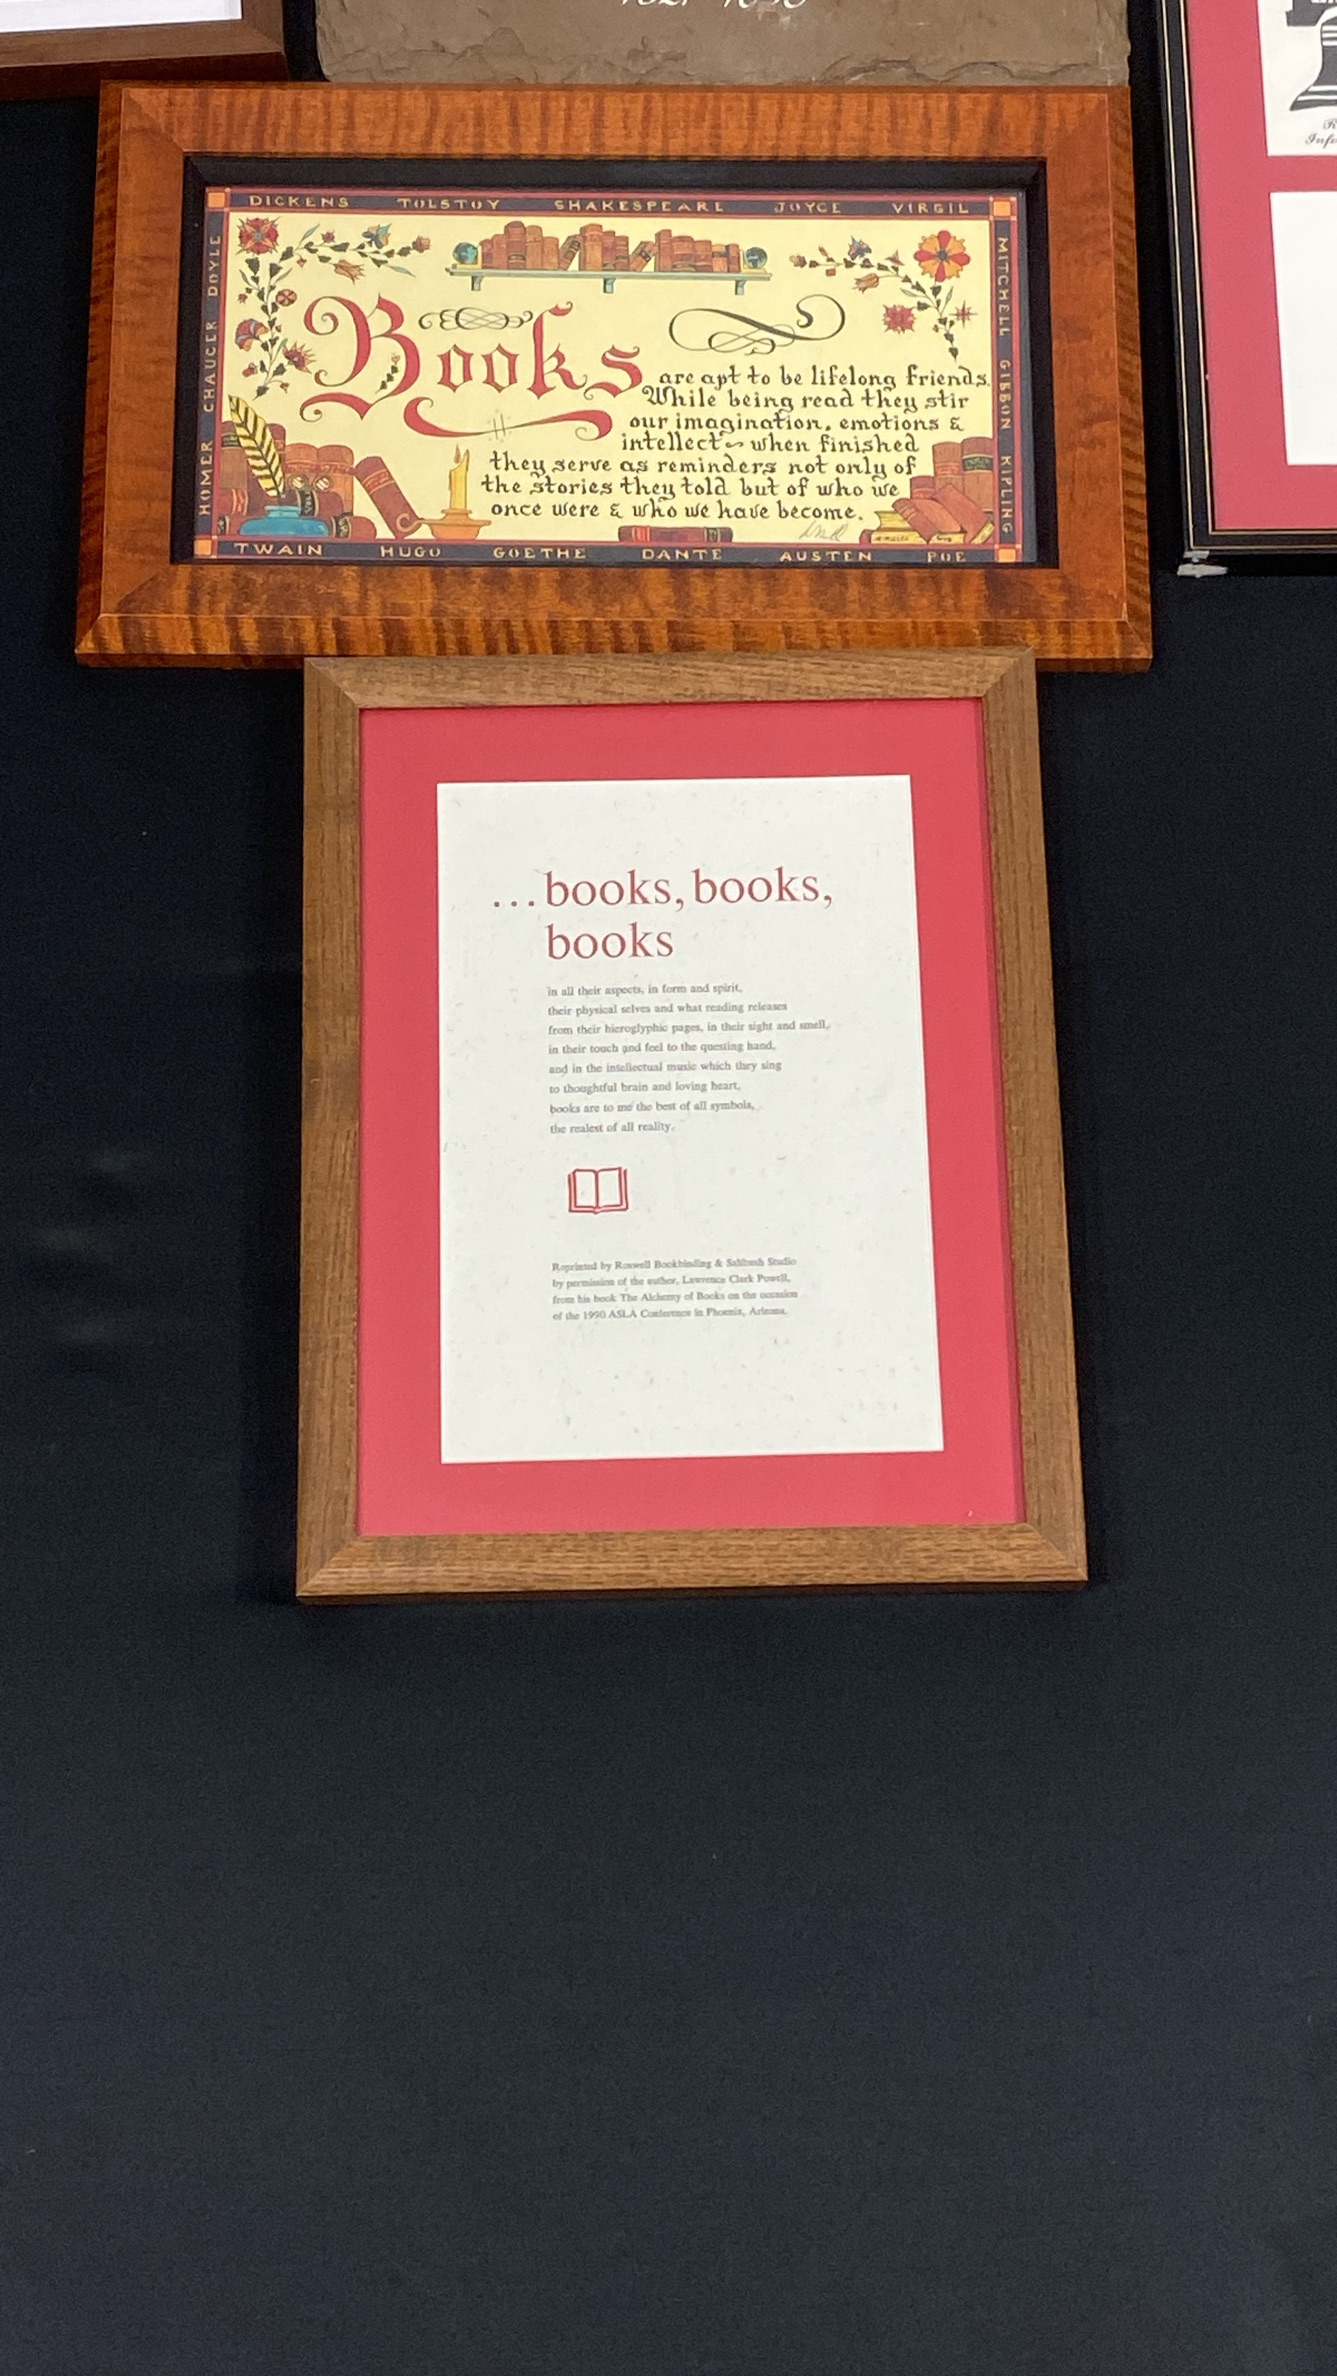 DICKENS TOLSTOY SHAKESPEARE JOYCE VIRGIL
HOMER CHAUCER DOYLE
MITCHELL GIBBON KIPLING
Books are apt to be lifelong friends.
While being read they stir
our imagination, emotions &
intellect~ when finished
they serve as reminders not only of
the stories they told but of who we
once were & who we have become.
TWAIN HUGO GOETHE DANTE AUSTEN POE
...books, books,
books
in all their aspects, in form and spirit,
their physical selves and what reading releases
from their hieroglyphic pages, in their sight and smell,
in their touch and feel to the questing hand,
and in the intellectual music which they sing
to thoughtful brain and loving heart,
books are to me the best of all symbols,
the realest of all reality.
Reprinted by Roswell Bookbinding & Studio
by permission of the author, Lawrence Clark Powell,
from his book The Alchemy of Books on the occasion
of the 1990 ASLA Conference in Phoenix, Arizona.